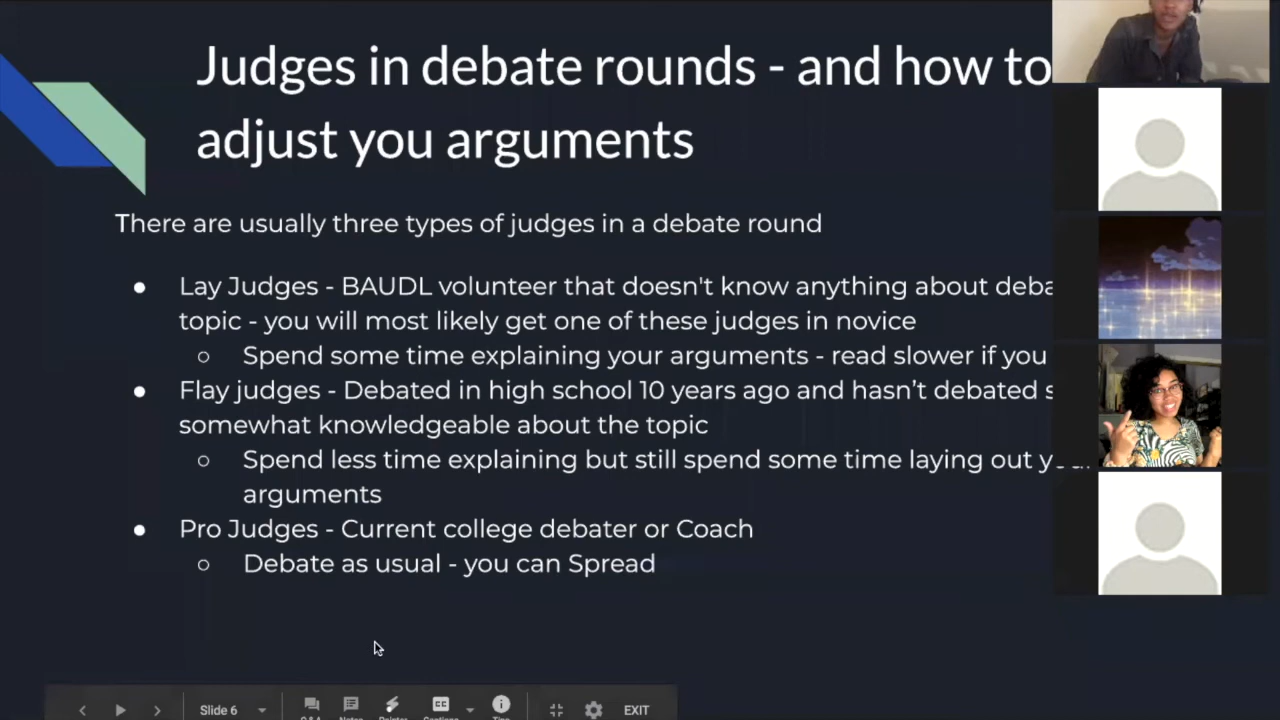 Judges in debate rounds - and how to
adjust you arguments
There are usually three types of judges in a debate round
● Lay Judges - BAUDL volunteer that doesn't know anything about
topic - you will most likely get one of these judges in novice
○ Spend some time explaining your arguments - read slower if you
● Flay judges - Debated in high school 10 years ago and hasn’t debated
somewhat knowledgeable about the topic
○ Spend less time explaining but still spend some time laying out your
arguments
● Pro Judges - Current college debater or Coach
○ Debate as usual - you can Spread
Slide 6
EXIT